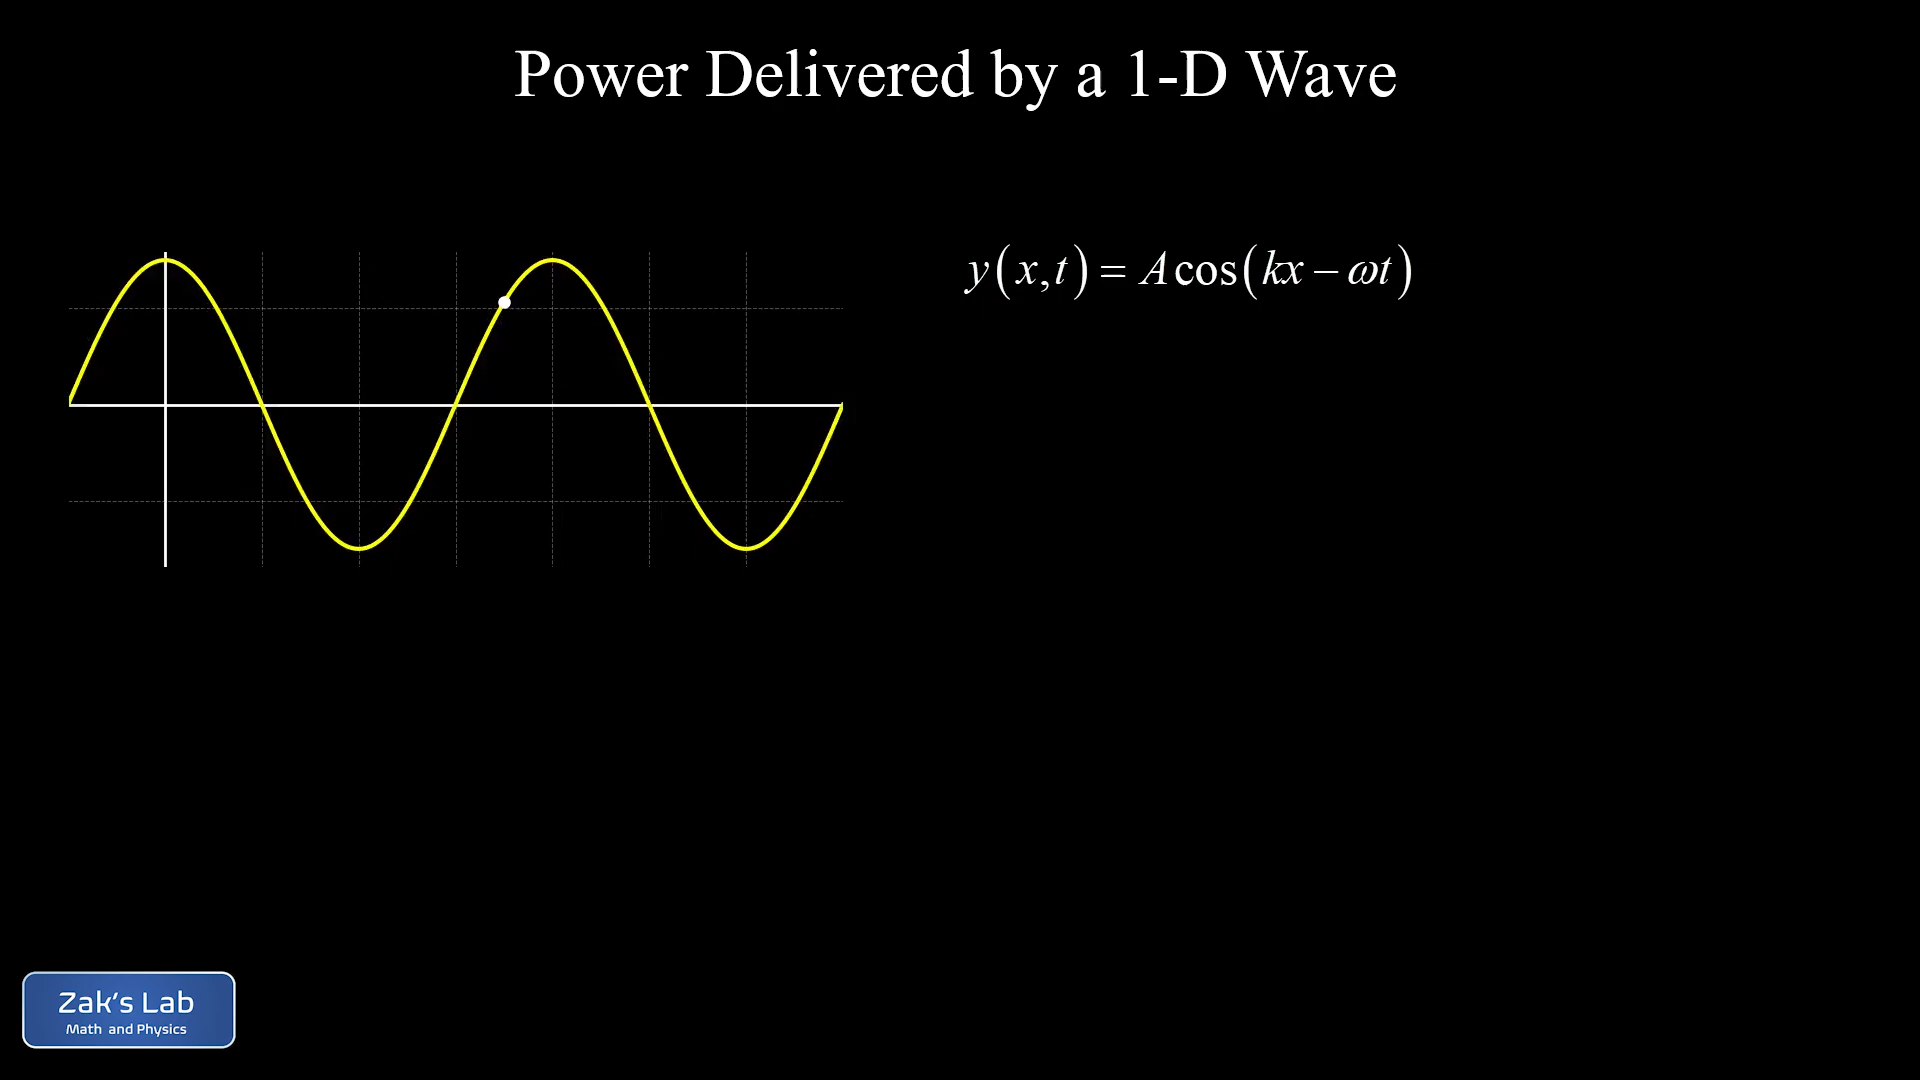 Power Delivered by a 1-D Wave
y(x,t) = A cos(kx − ωt)
Zak's Lab
Math and Physics